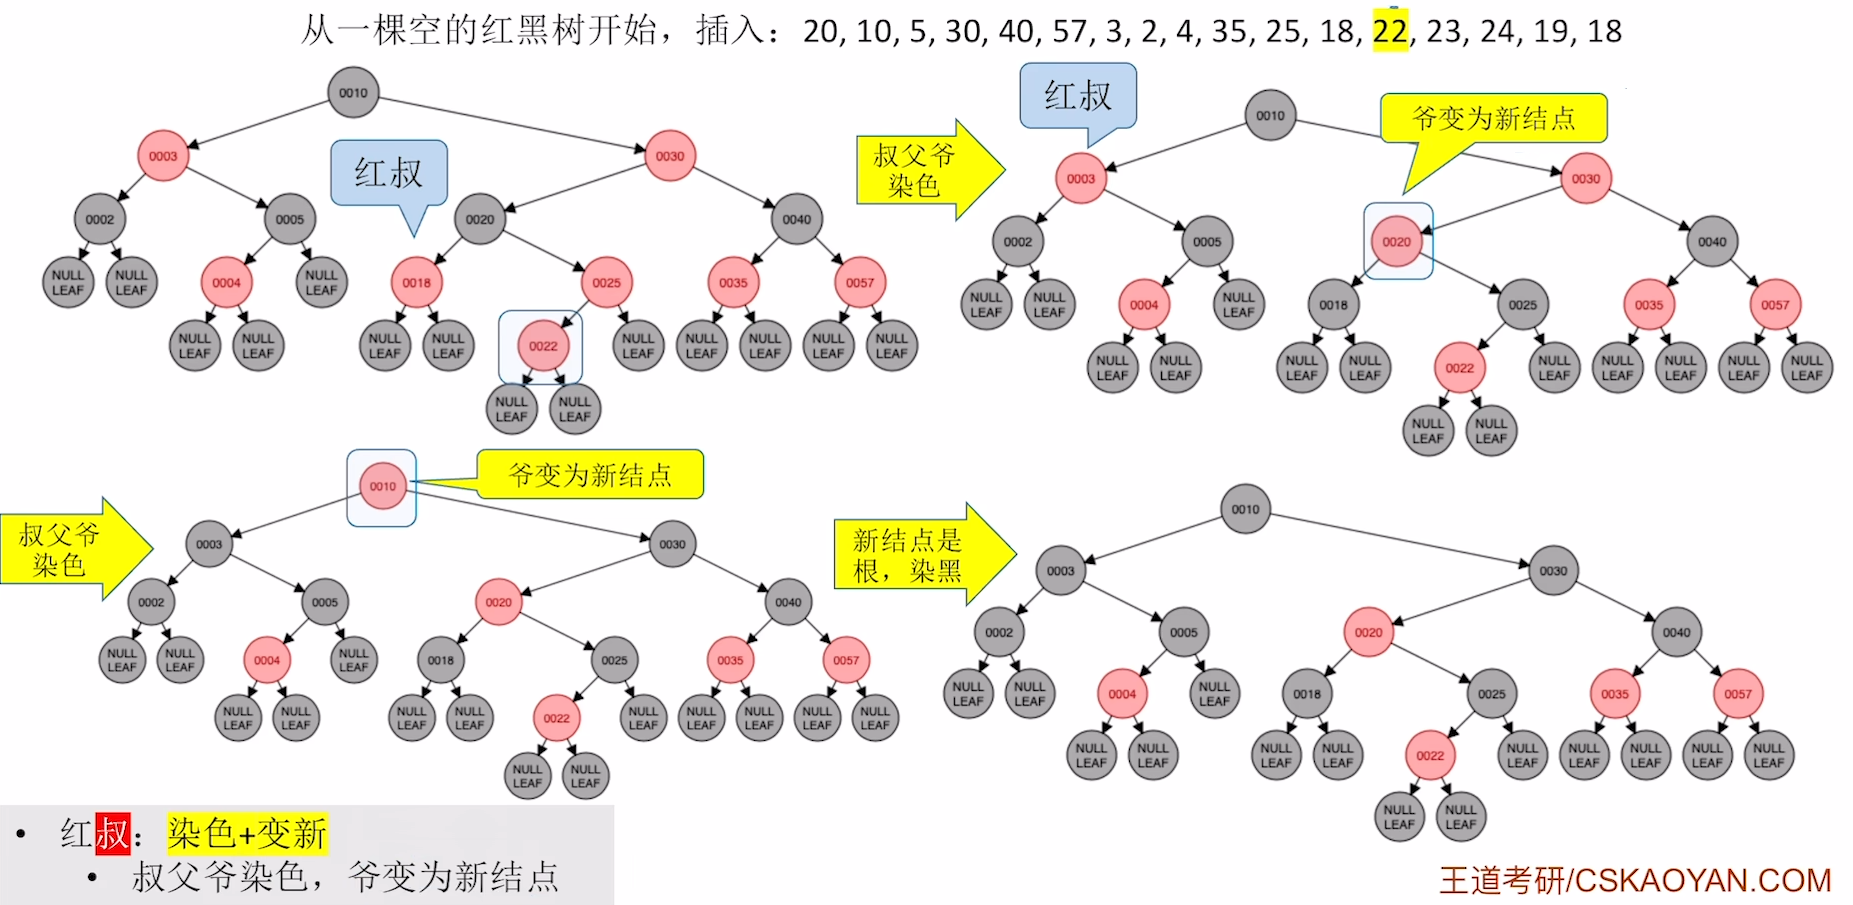 从一棵空的红黑树开始，插入：20, 10, 5, 30, 40, 57, 3, 2, 4, 35, 25, 18, 22, 23, 24, 19, 18
0010
0003
0030
红叔
0002
0005
0020
0040
NULL LEAF
NULL LEAF
0004
NULL LEAF
0018
0025
0035
0057
NULL LEAF
NULL LEAF
NULL LEAF
NULL LEAF
0022
NULL LEAF
NULL LEAF
NULL LEAF
NULL LEAF
NULL LEAF
NULL LEAF
NULL LEAF
叔父爷
染色
红叔
0010
爷变为新结点
0003
0030
0002
0005
0020
0040
NULL LEAF
NULL LEAF
0004
NULL LEAF
0018
0025
0035
0057
NULL LEAF
NULL LEAF
NULL LEAF
NULL LEAF
0022
NULL LEAF
NULL LEAF
NULL LEAF
NULL LEAF
NULL LEAF
NULL LEAF
NULL LEAF
叔父爷
染色
0010
爷变为新结点
0003
0030
0002
0005
0020
0040
NULL LEAF
NULL LEAF
0004
NULL LEAF
0018
0025
0035
0057
NULL LEAF
NULL LEAF
NULL LEAF
NULL LEAF
0022
NULL LEAF
NULL LEAF
NULL LEAF
NULL LEAF
NULL LEAF
NULL LEAF
NULL LEAF
新结点是
根，染黑
0010
0003
0030
0002
0005
0020
0040
NULL LEAF
NULL LEAF
0004
NULL LEAF
0018
0025
0035
0057
NULL LEAF
NULL LEAF
NULL LEAF
NULL LEAF
0022
NULL LEAF
NULL LEAF
NULL LEAF
NULL LEAF
NULL LEAF
NULL LEAF
NULL LEAF
• 红叔：染色+变新
• 叔父爷染色，爷变为新结点
王道考研/CSKAOYAN.COM